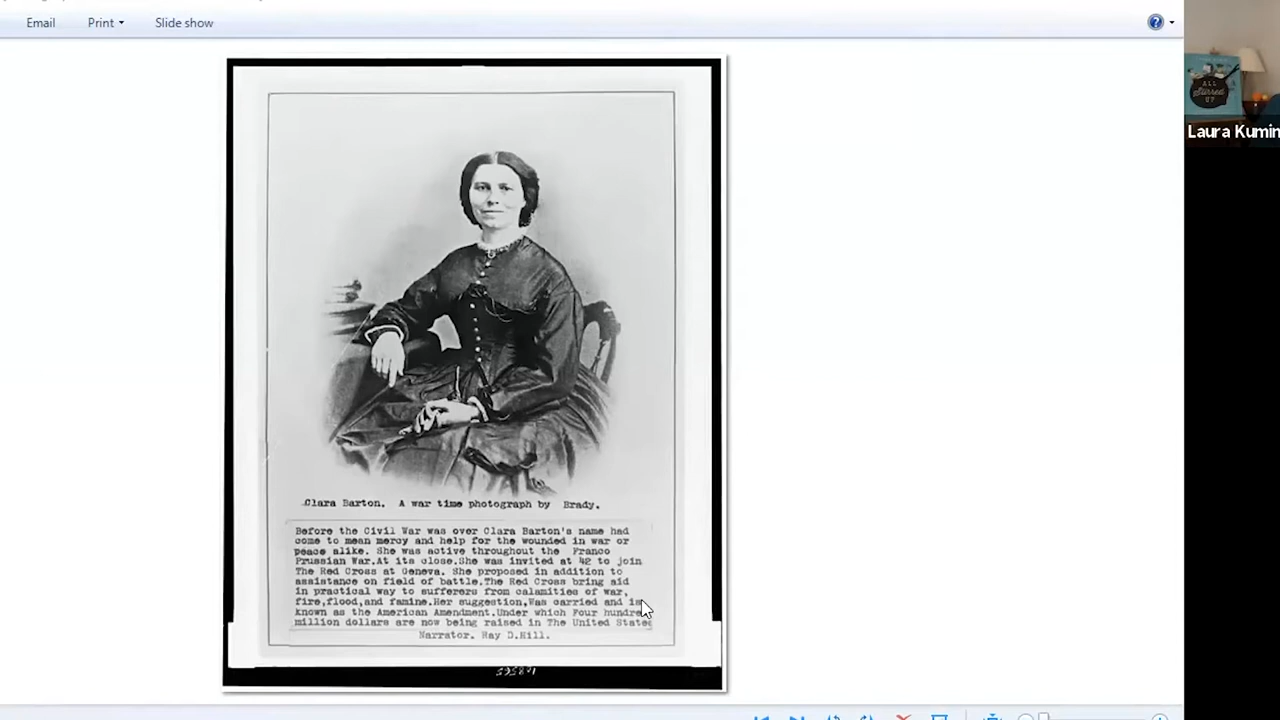 Email Print Slide show
ALL
Stirred
UP
Laura Kumin
Clara Barton. A war time photograph by Brady.
Before the Civil War was over Clara Barton's name had
come to mean mercy and help for the wounded in war or
peace alike. She was active throughout the Franco
Prussian War.At its close.She was invited at 42 to join
The Red Cross at Geneva. She proposed in addition to
assistance on field of battle.The Red Cross bring aid
in practical way to sufferers from calamities of war,
fire,flood,and famine.Her suggestion,Was carried and is
known as the American Amendment.Under which Four hundre
million dollars are now being raised in The United States
Narrator. Ray D.Hill.